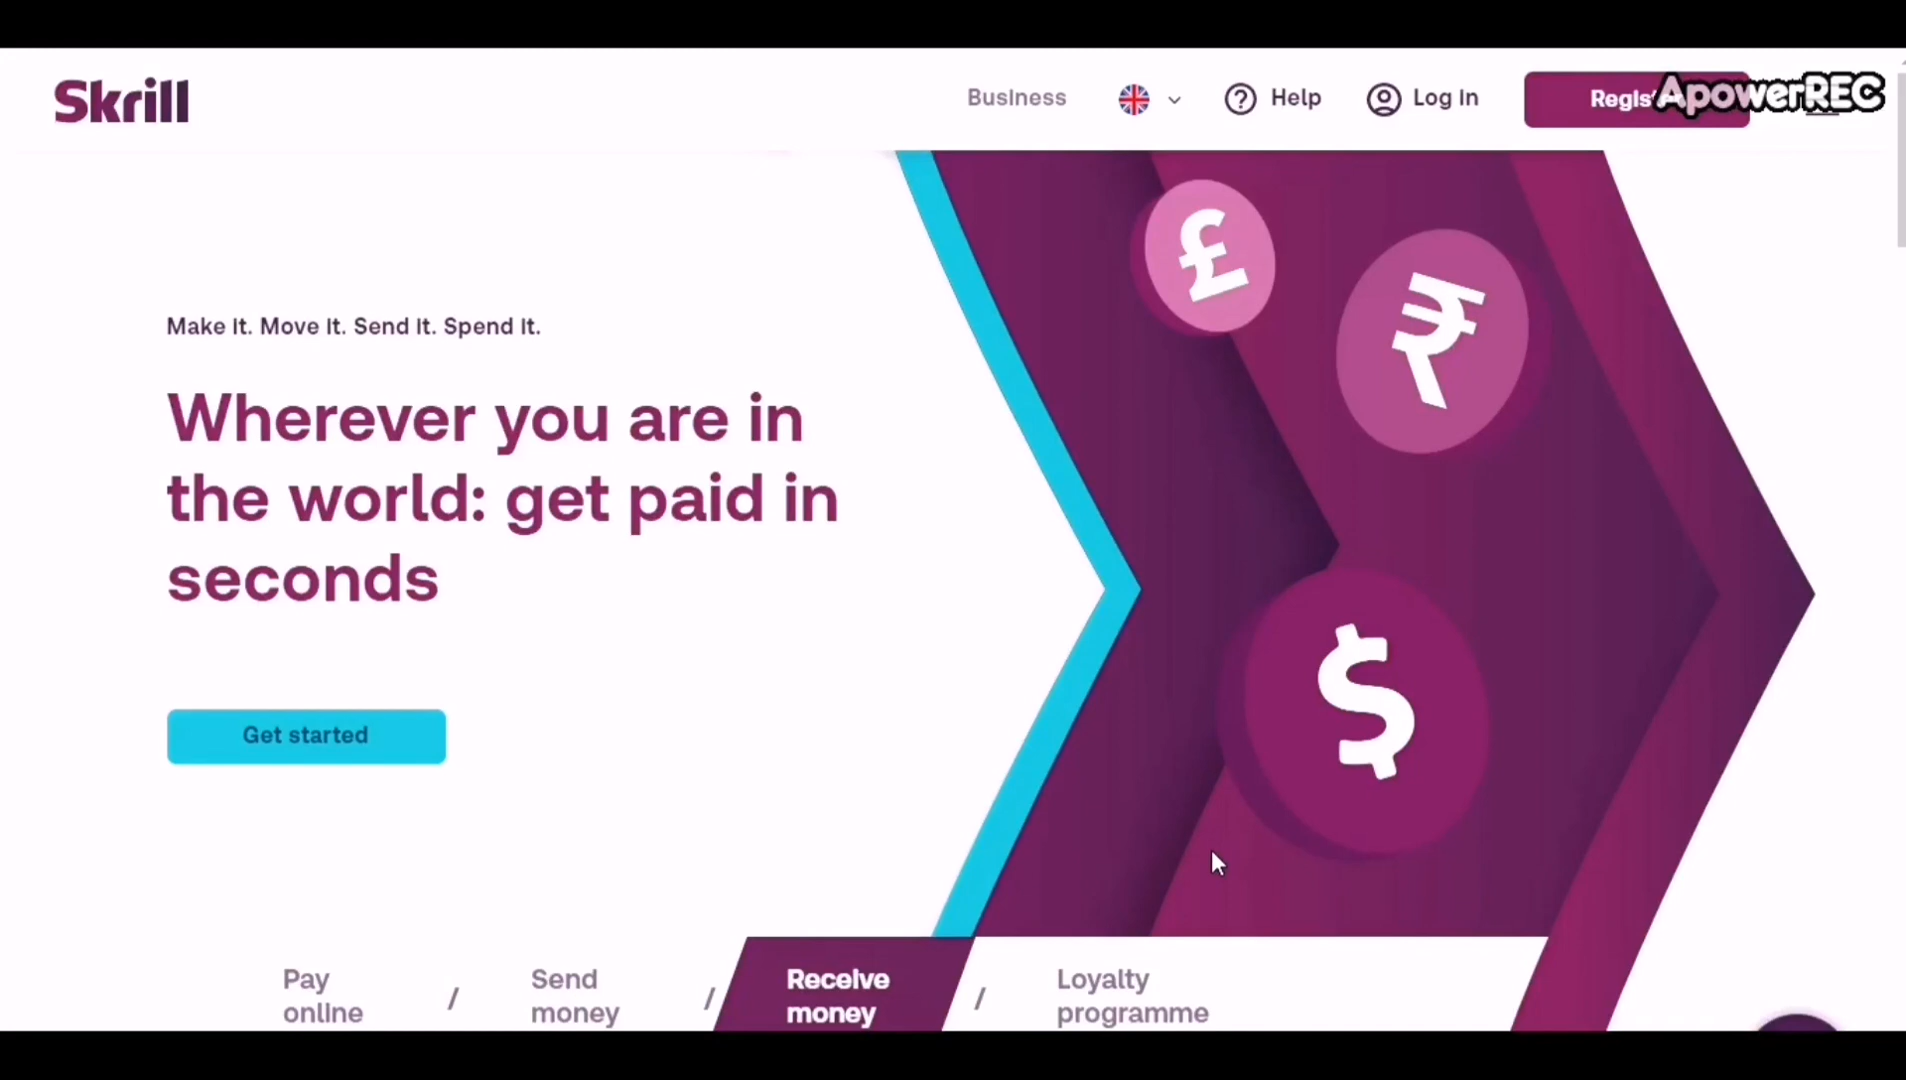 Skrill
Business
Help
Log in
Regis
ApowerREC
Make it. Move it. Send it. Spend it.
Wherever you are in
the world: get paid in
seconds
Get started
£
₹
$
Pay
online
/
Send
money
/
Receive
money
/
Loyalty
programme